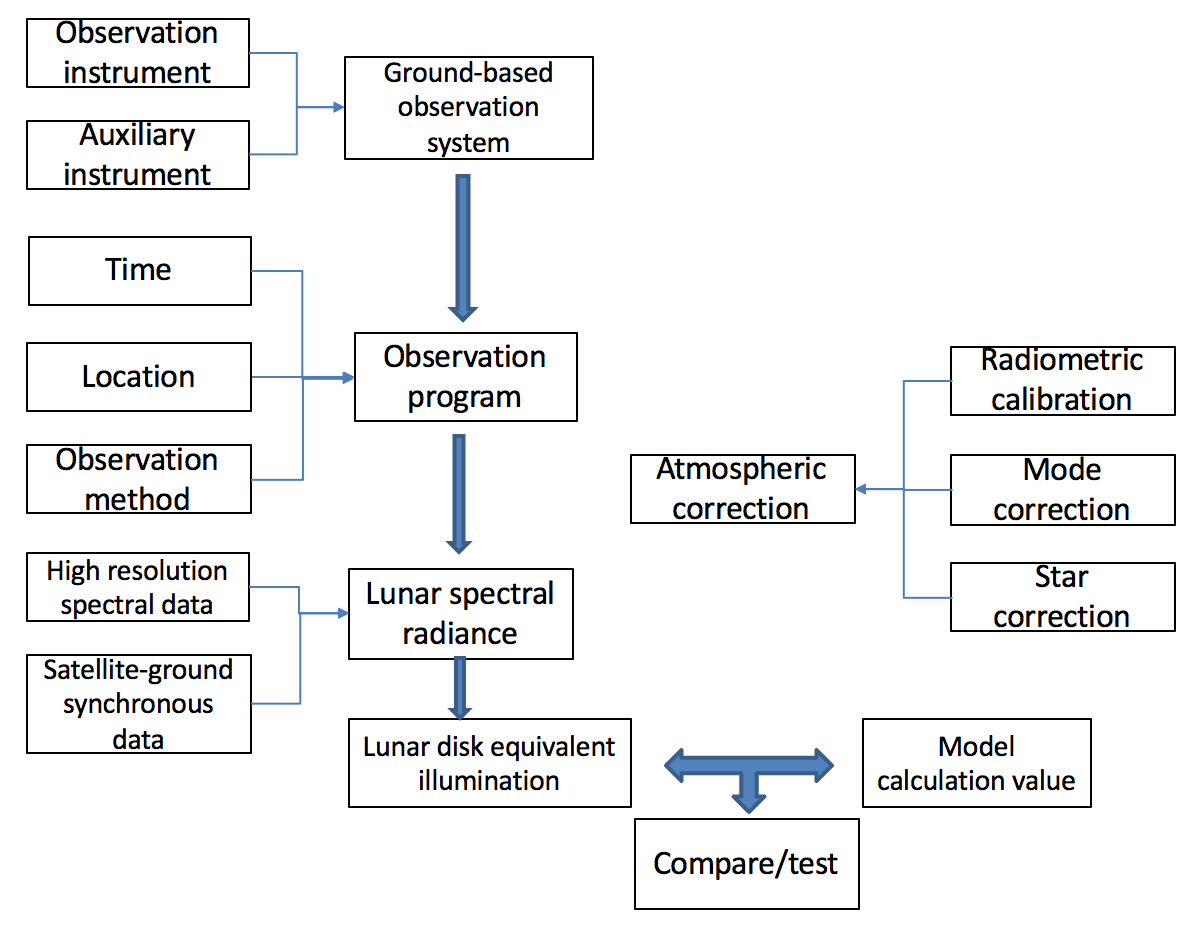 Observation
instrument
Auxiliary
instrument
Ground-based
observation
system
Time
Location
Observation
method
Observation
program
Radiometric
calibration
Mode
correction
Star
correction
Atmospheric
correction
High resolution
spectral data
Satellite-ground
synchronous
data
Lunar spectral
radiance
Lunar disk equivalent
illumination
Model
calculation value
Compare/test